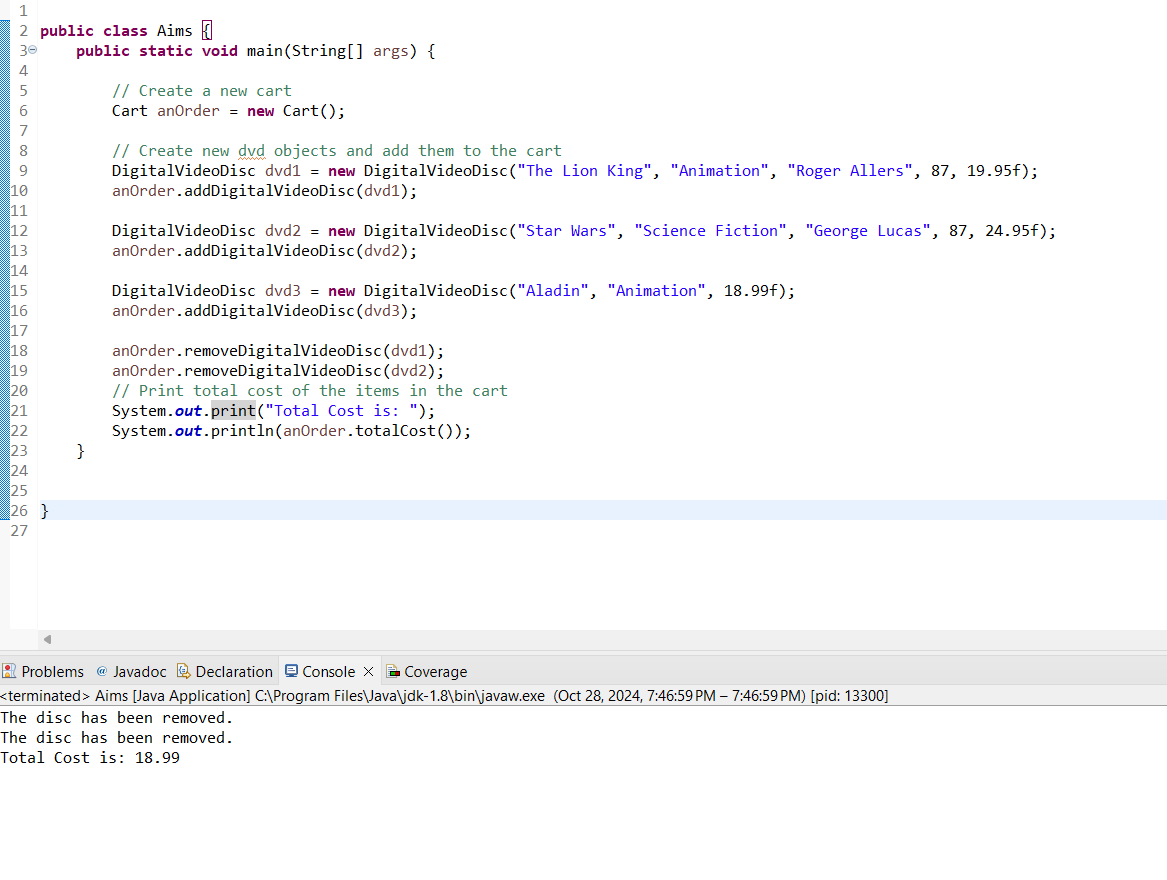 1
2 public class Aims {
3 public static void main(String[] args) {
4
5 // Create a new cart
6 Cart anOrder = new Cart();
7
8 // Create new dvd objects and add them to the cart
9 DigitalVideoDisc dvd1 = new DigitalVideoDisc("The Lion King", "Animation", "Roger Allers", 87, 19.95f);
10 anOrder.addDigitalVideoDisc(dvd1);
11
12 DigitalVideoDisc dvd2 = new DigitalVideoDisc("Star Wars", "Science Fiction", "George Lucas", 87, 24.95f);
13 anOrder.addDigitalVideoDisc(dvd2);
14
15 DigitalVideoDisc dvd3 = new DigitalVideoDisc("Aladin", "Animation", 18.99f);
16 anOrder.addDigitalVideoDisc(dvd3);
17
18 anOrder.removeDigitalVideoDisc(dvd1);
19 anOrder.removeDigitalVideoDisc(dvd2);
20 // Print total cost of the items in the cart
21 System.out.print("Total Cost is: ");
22 System.out.println(anOrder.totalCost());
23 }
24
25
26 }
27
Problems @ Javadoc Declaration Console Coverage
<terminated> Aims [Java Application] C:\Program Files\Java\jdk-1.8\bin\javaw.exe (Oct 28, 2024, 7:46:59 PM – 7:46:59 PM) [pid: 13300]
The disc has been removed.
The disc has been removed.
Total Cost is: 18.99